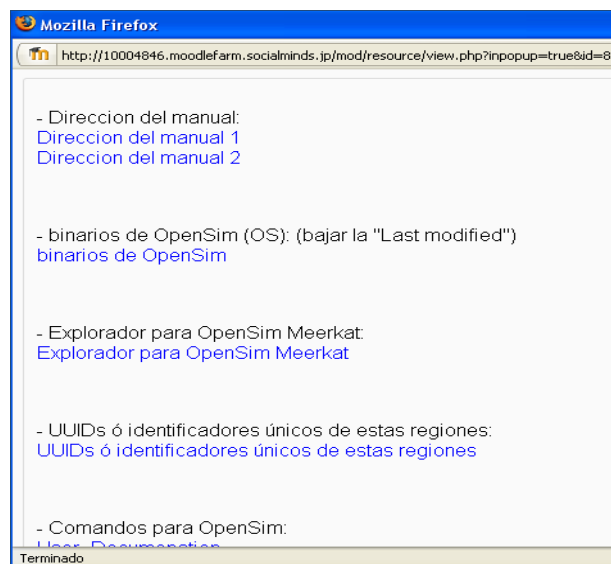 Mozilla Firefox
http://10004846.moodlefarm.socialminds.jp/mod/resource/view.php?inpopup=true&id=8
- Direccion del manual:
Direccion del manual 1
Direccion del manual 2
- binarios de OpenSim (OS): (bajar la "Last modified")
binarios de OpenSim
- Explorador para OpenSim Meerkat:
Explorador para OpenSim Meerkat
- UUIDs ó identificadores únicos de estas regiones:
UUIDs ó identificadores únicos de estas regiones
- Comandos para OpenSim:
Terminado